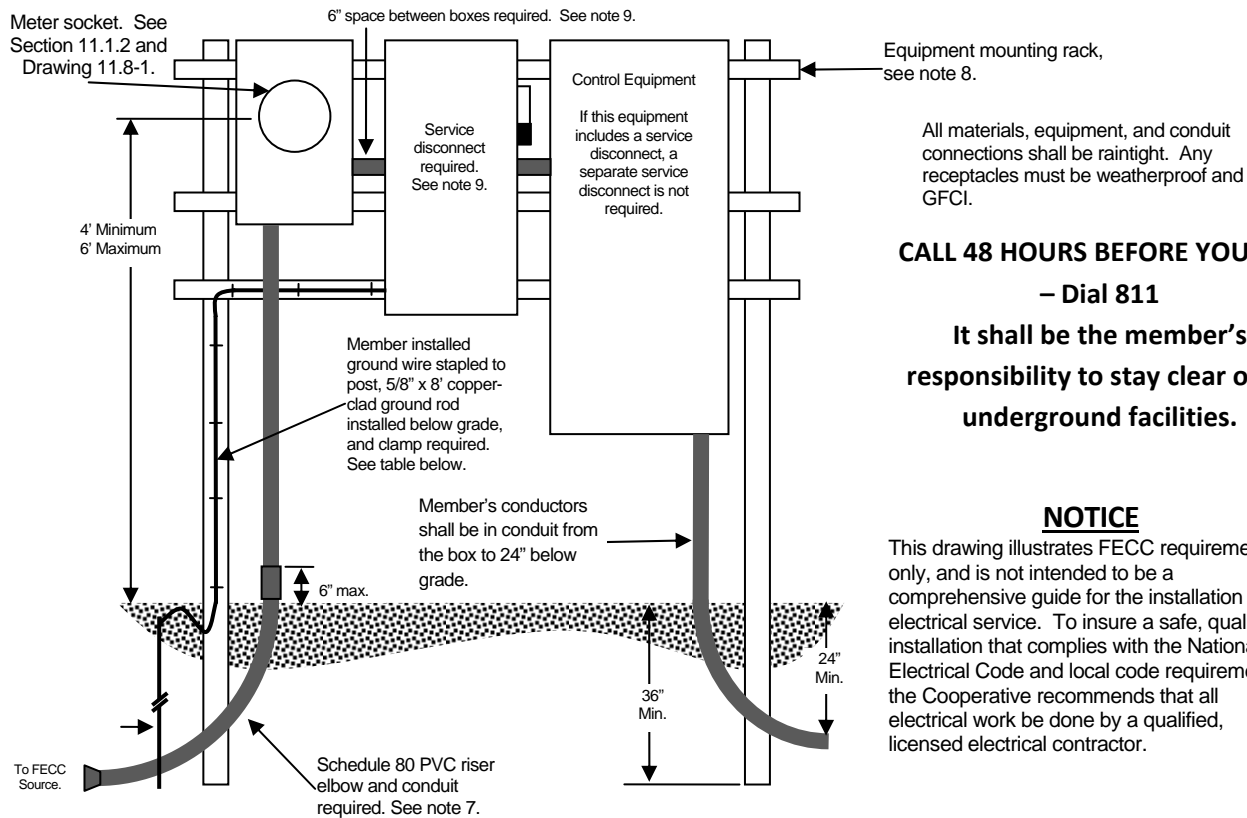 Meter socket. See
Section 11.1.2 and
Drawing 11.8-1.
6” space between boxes required. See note 9.
Equipment mounting rack,
see note 8.
Control Equipment
If this equipment
includes a service
disconnect, a
separate service
disconnect is not
required.
Service
disconnect
required.
See note 9.
All materials, equipment, and conduit
connections shall be raintight. Any
receptacles must be weatherproof and
GFCI.
4’ Minimum
6’ Maximum
CALL 48 HOURS BEFORE YOU
– Dial 811
It shall be the member’s
responsibility to stay clear o
underground facilities.
Member installed
ground wire stapled to
post, 5/8” x 8’ copper-
clad ground rod
installed below grade,
and clamp required.
See table below.
Member’s conductors
shall be in conduit from
the box to 24” below
grade.
6” max.
NOTICE
This drawing illustrates FECC requireme
only, and is not intended to be a
comprehensive guide for the installation
electrical service. To insure a safe, quali
installation that complies with the Nationa
Electrical Code and local code requireme
the Cooperative recommends that all
electrical work be done by a qualified,
licensed electrical contractor.
24”
Min.
36”
Min.
To FECC
Source.
Schedule 80 PVC riser
elbow and conduit
required. See note 7.